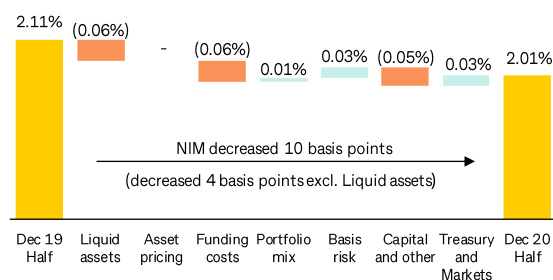 2.11%
(0.06%)
-
(0.06%)
0.01%
0.03%
(0.05%)
0.03%
2.01%
NIM decreased 10 basis points
(decreased 4 basis points excl. Liquid assets)
Dec 19
Half
Liquid
assets
Asset
pricing
Funding
costs
Portfolio
mix
Basis
risk
Capital
and other
Treasury
and
Markets
Dec 20
Half